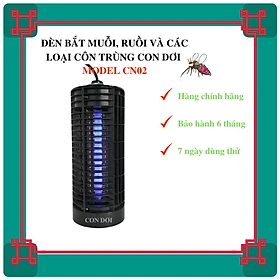 ĐÈN BẮT MUỖI, RUỒI VÀ CÁC
LOẠI CÔN TRÙNG CON DƠI
MODEL CN02
Hàng chính hãng
Bảo hành 6 tháng
7 ngày dùng thử
CON DƠI